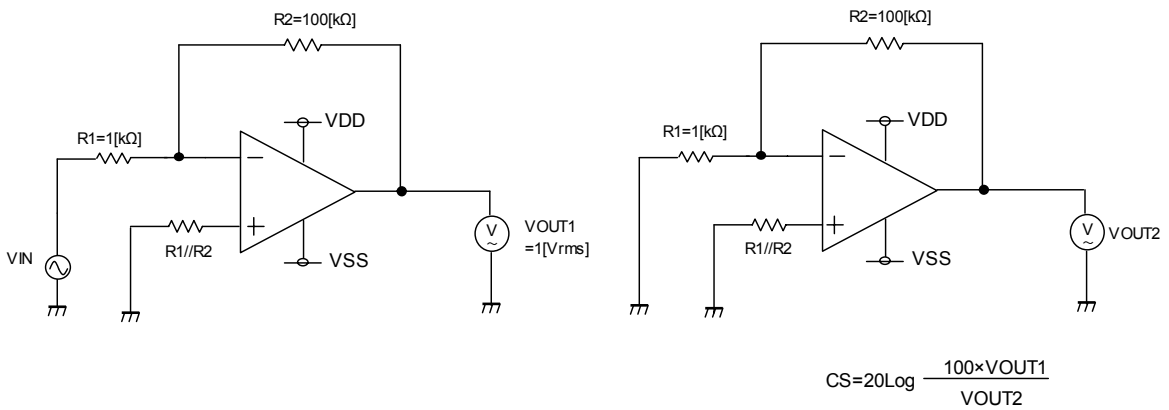 R2=100[kΩ]
VDD
R1=1[kΩ]
R1//R2
VSS
VIN
VOUT1
=1[Vrms]
V
~
R2=100[kΩ]
VDD
R1=1[kΩ]
R1//R2
VSS
V
~
VOUT2
CS=20Log 100×VOUT1
VOUT2